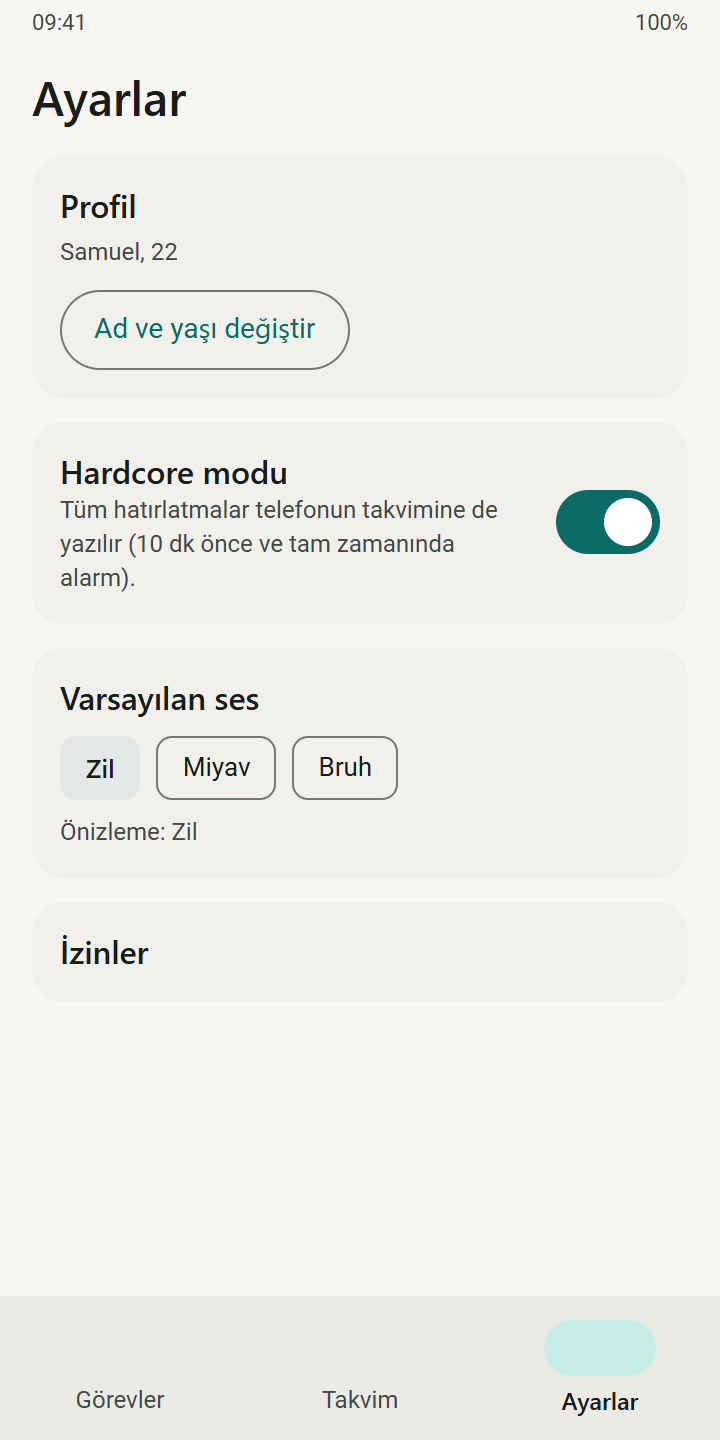 09:41
100%
Ayarlar
Profil
Samuel, 22
Ad ve yaşı değiştir
Hardcore modu
Tüm hatırlatmalar telefonun takvimine de
yazılır (10 dk önce ve tam zamanında
alarm).
Varsayılan ses
Zil
Miyav
Bruh
Önizleme: Zil
İzinler
Görevler
Takvim
Ayarlar